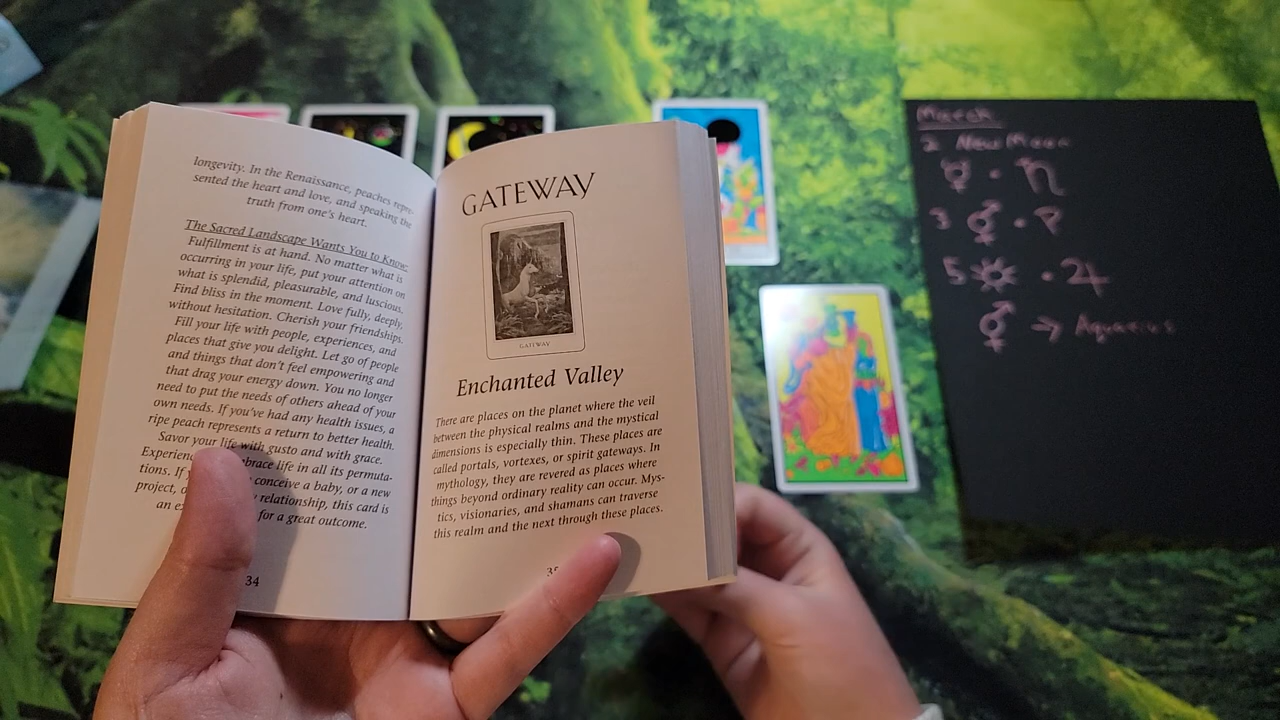 longevity. In the Renaissance, peaches repre-
sented the heart and love, and speaking the
truth from one's heart.
The Sacred Landscape Wants You to Know:
Fulfillment is at hand. No matter what is
occurring in your life, put your attention on
what is splendid, pleasurable, and luscious.
Find bliss in the moment. Love fully, deeply,
without hesitation. Cherish your friendships.
Fill your life with people, experiences, and
places that give you delight. Let go of people
and things that don't feel empowering and
that drag your energy down. You no longer
need to put the needs of others ahead of your
own needs. If you've had any health issues, a
ripe peach represents a return to better health.
Savor your life with gusto and with grace.
Experien brace life in all its permuta-
tions. If y conceive a baby, or a new
project, o relationship, this card is
an ex for a great outcome.
34
GATEWAY
GATEWAY
Enchanted Valley
There are places on the planet where the veil
between the physical realms and the mystical
dimensions is especially thin. These places are
called portals, vortexes, or spirit gateways. In
mythology, they are revered as places where
things beyond ordinary reality can occur. Mys-
tics, visionaries, and shamans can traverse
this realm and the next through these places.
35
March
2 New Moon
☿ · ♄
3 ⚥ · P
5 ☀ · ♃
⚥ → Aquarius